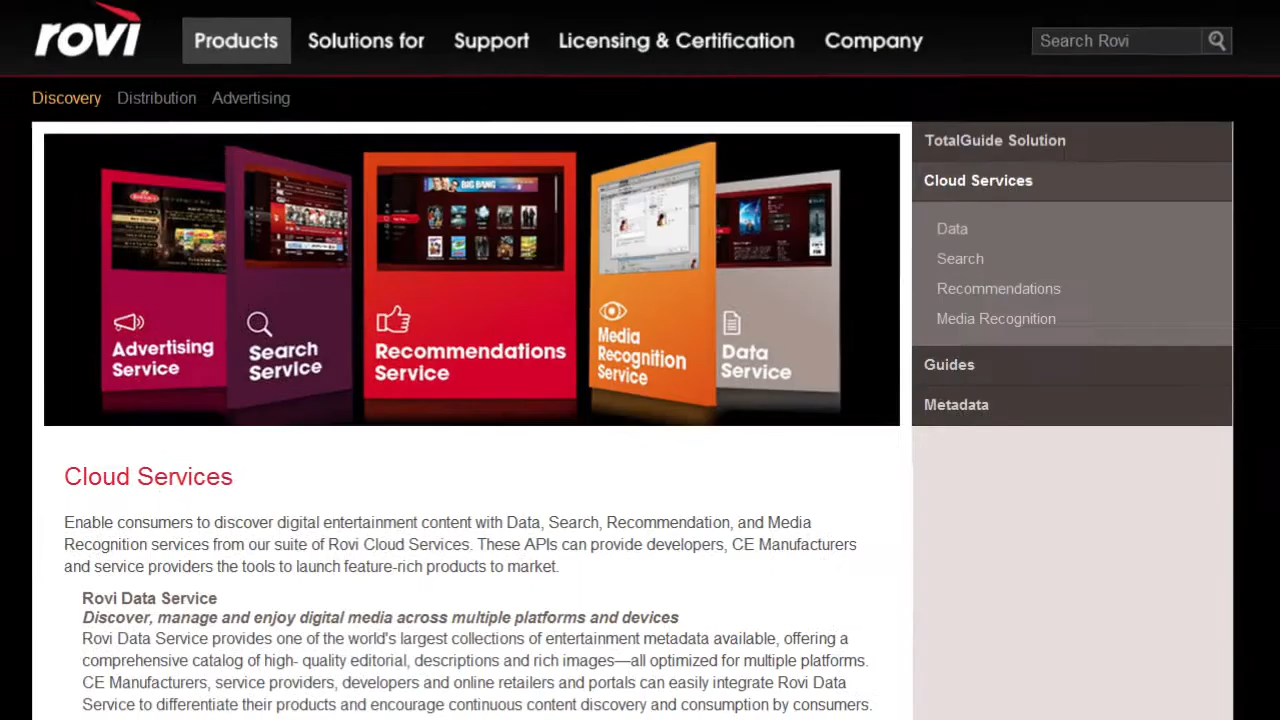 rovi
Products
Solutions for
Support
Licensing & Certification
Company
Search Rovi
Discovery
Distribution
Advertising
BIG BANG
Advertising
Service
Search
Service
Recommendations
Service
Media
Recognition
Service
Data
Service
TotalGuide Solution
Cloud Services
Data
Search
Recommendations
Media Recognition
Guides
Metadata
Cloud Services
Enable consumers to discover digital entertainment content with Data, Search, Recommendation, and Media
Recognition services from our suite of Rovi Cloud Services. These APIs can provide developers, CE Manufacturers
and service providers the tools to launch feature-rich products to market.
Rovi Data Service
Discover, manage and enjoy digital media across multiple platforms and devices
Rovi Data Service provides one of the world's largest collections of entertainment metadata available, offering a
comprehensive catalog of high- quality editorial, descriptions and rich images—all optimized for multiple platforms.
CE Manufacturers, service providers, developers and online retailers and portals can easily integrate Rovi Data
Service to differentiate their products and encourage continuous content discovery and consumption by consumers.